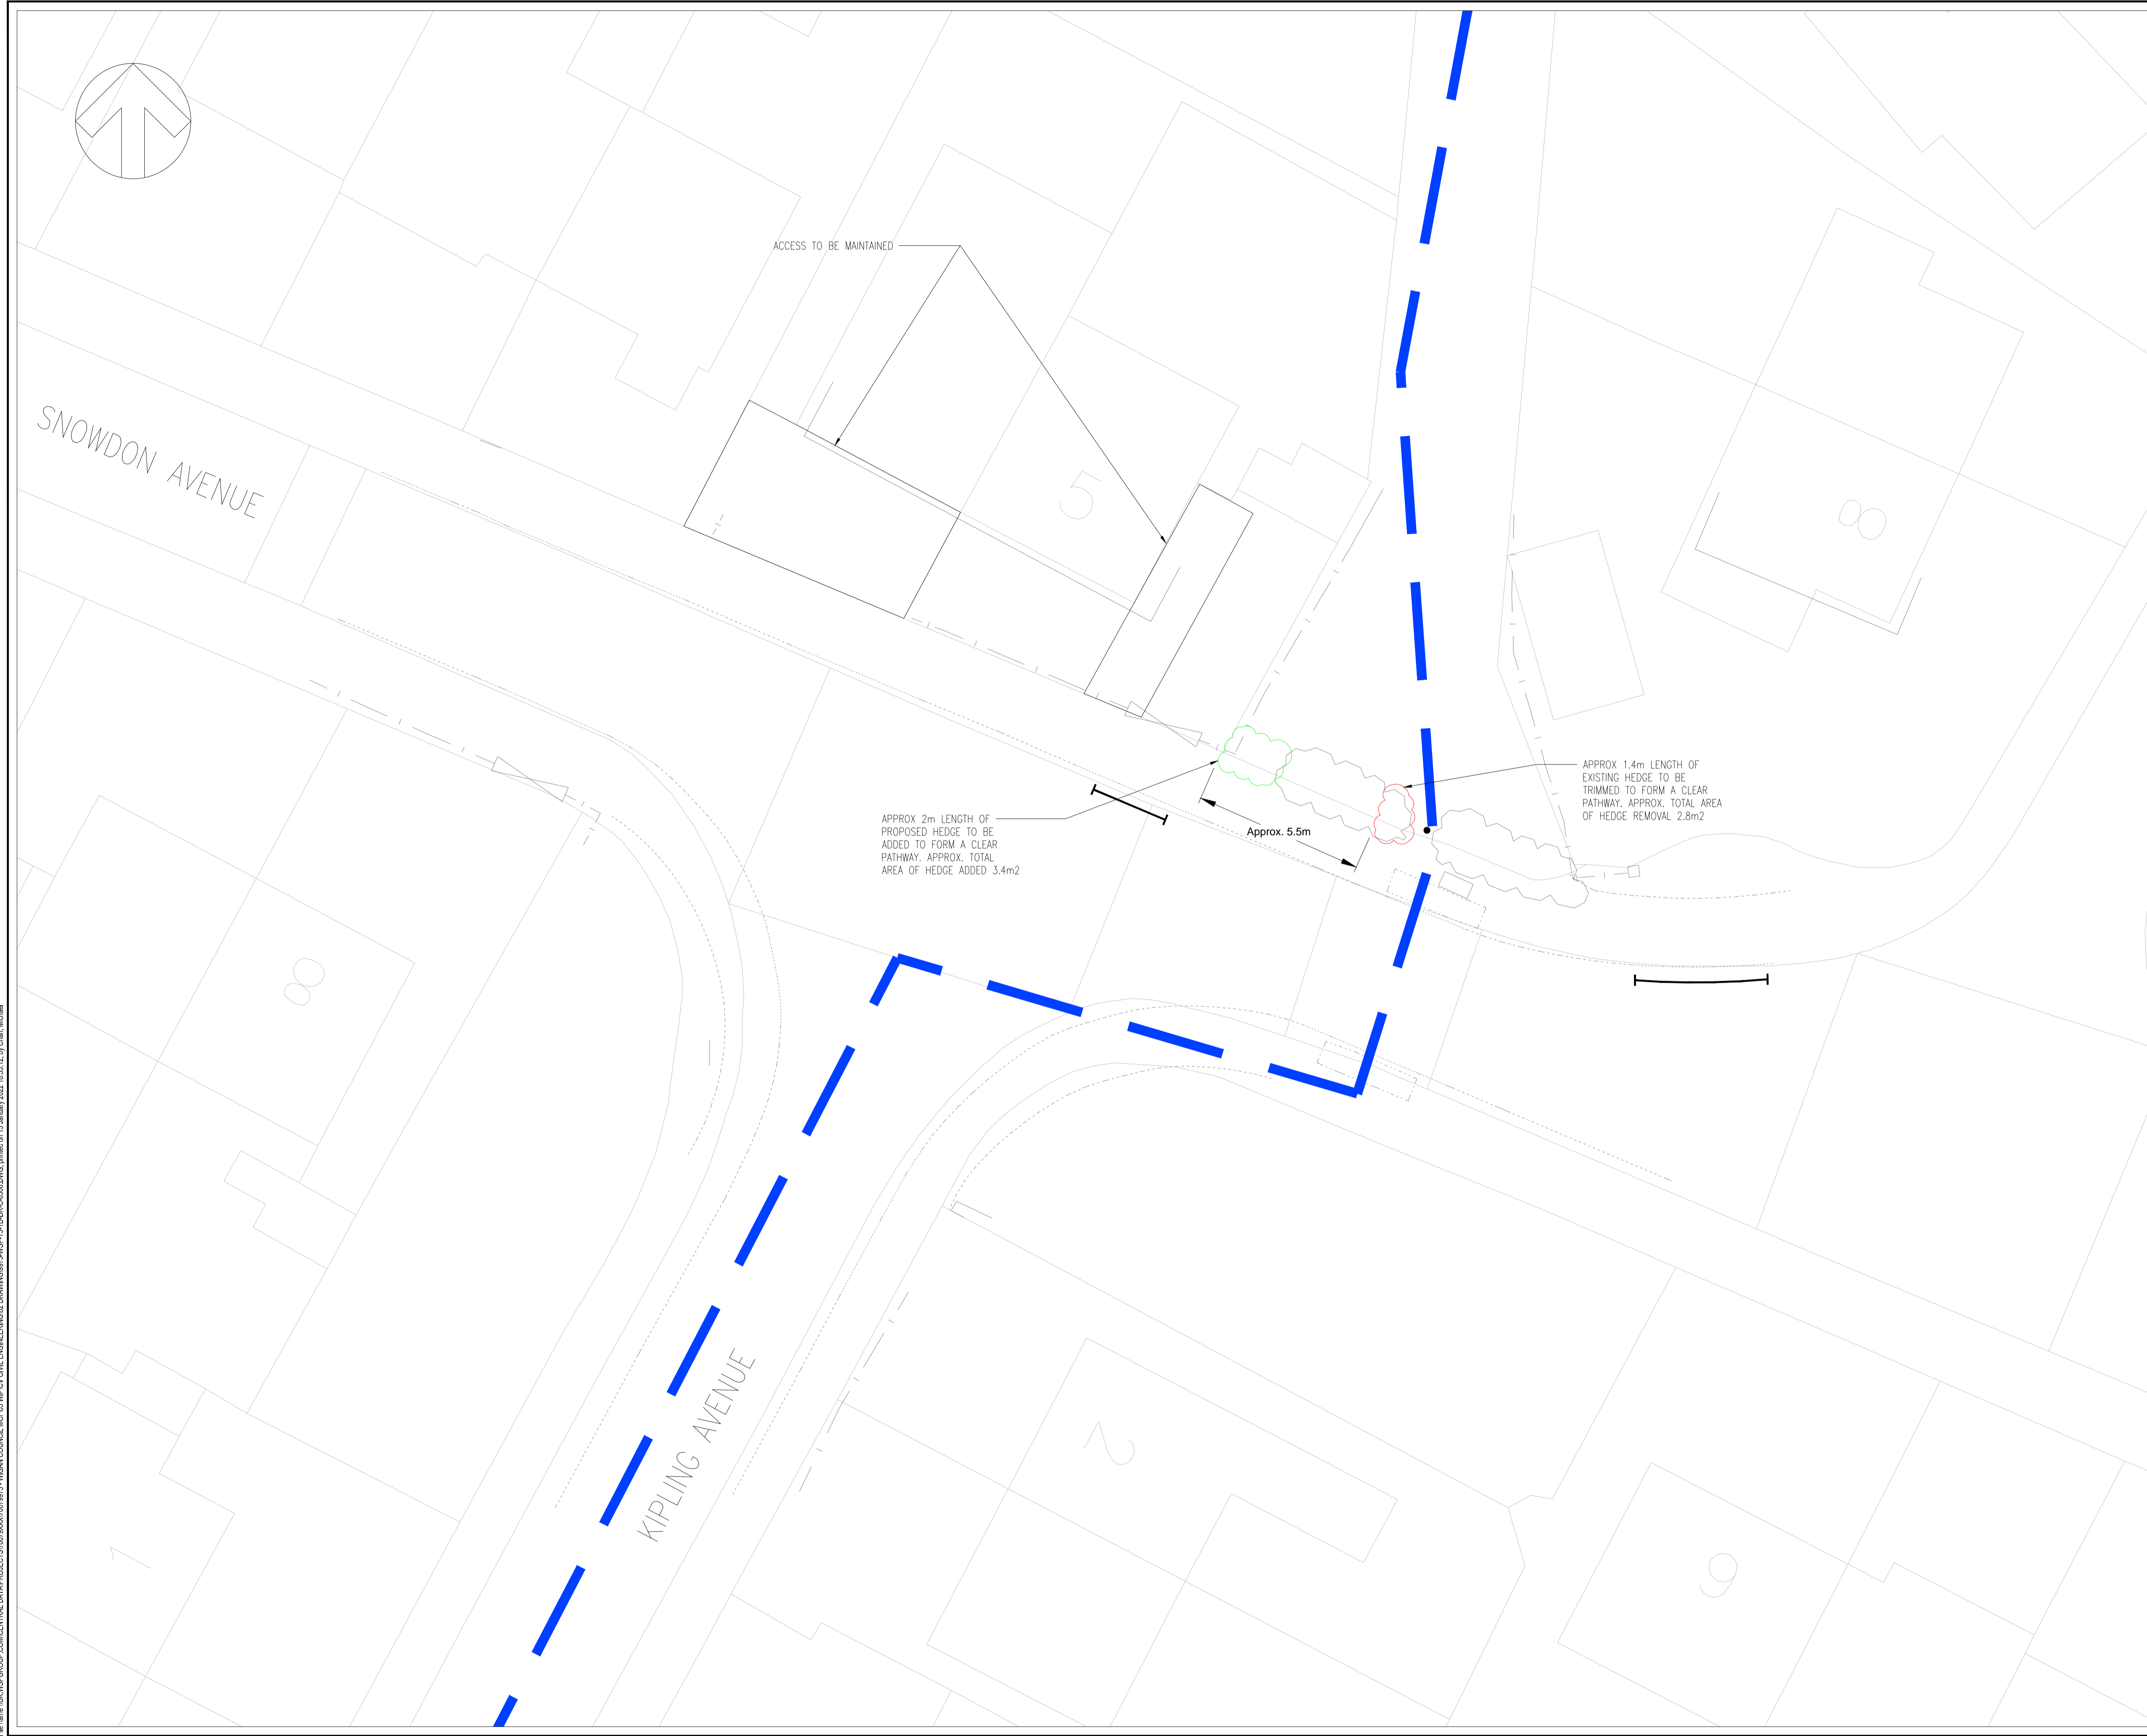 ACCESS TO BE MAINTAINED
SNOWDON AVENUE
5
8
APPROX 1.4m LENGTH OF
EXISTING HEDGE TO BE
TRIMMED TO FORM A CLEAR
PATHWAY. APPROX. TOTAL AREA
OF HEDGE REMOVAL 2.8m2
APPROX 2m LENGTH OF
PROPOSED HEDGE TO BE
ADDED TO FORM A CLEAR
PATHWAY. APPROX. TOTAL
AREA OF HEDGE ADDED 3.4m2
Approx. 5.5m
8
KIPLING AVENUE
2
1
6